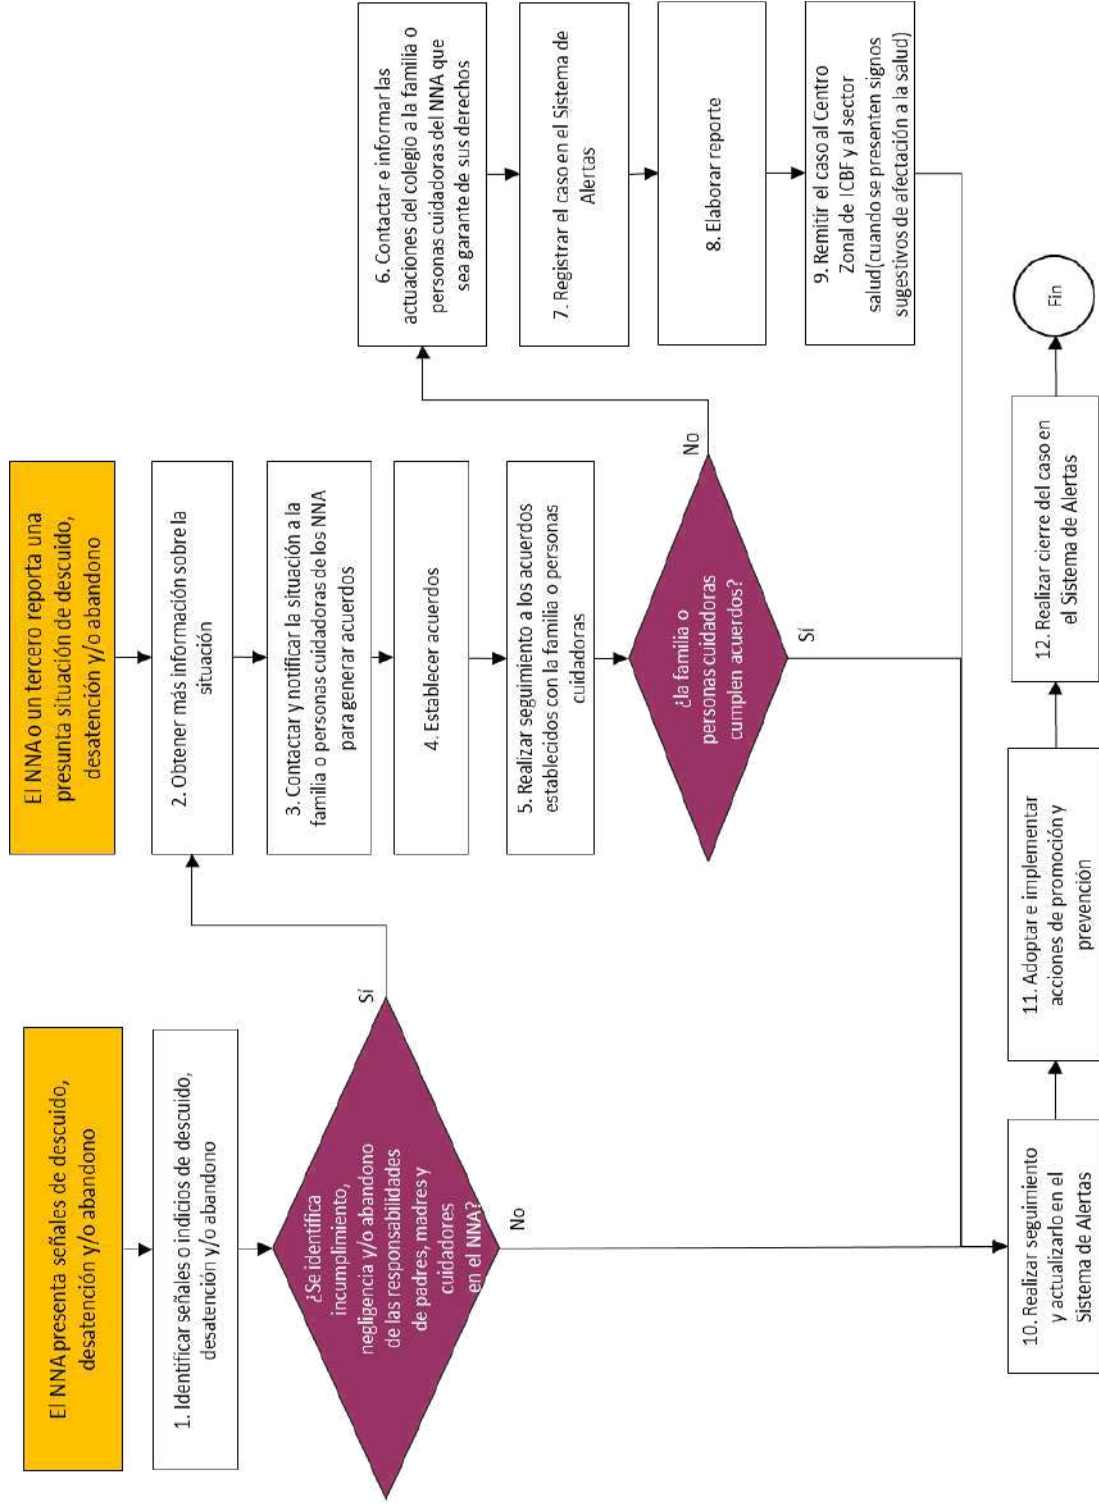 El NNA presenta señales de descuido,
desatención y/o abandono
1. Identificar señales o indicios de descuido,
desatención y/o abandono
¿Se identifica
incumplimiento,
negligencia y/o abandono
de las responsabilidades
de padres, madres y
cuidadores
en el NNA?
Sí
No
El NNA o un tercero reporta una
presunta situación de descuido,
desatención y/o abandono
2. Obtener más información sobre la
situación
3. Contactar y notificar la situación a la
familia o personas cuidadoras de los NNA
para generar acuerdos
4. Establecer acuerdos
5. Realizar seguimiento a los acuerdos
establecidos con la familia o personas
cuidadoras
¿la familia o
personas cuidadoras
cumplen acuerdos?
No
Sí
6. Contactar e informar las
actuaciones del colegio a la familia o
personas cuidadoras del NNA que
sea garante de sus derechos
7. Registrar el caso en el Sistema de
Alertas
8. Elaborar reporte
9. Remitir el caso al Centro
Zonal de ICBF y al sector
salud(cuando se presenten signos
sugestivos de afectación a la salud)
10. Realizar seguimiento
y actualizarlo en el
Sistema de Alertas
11. Adoptar e implementar
acciones de promoción y
prevención
12. Realizar cierre del caso en
el Sistema de Alertas
Fin